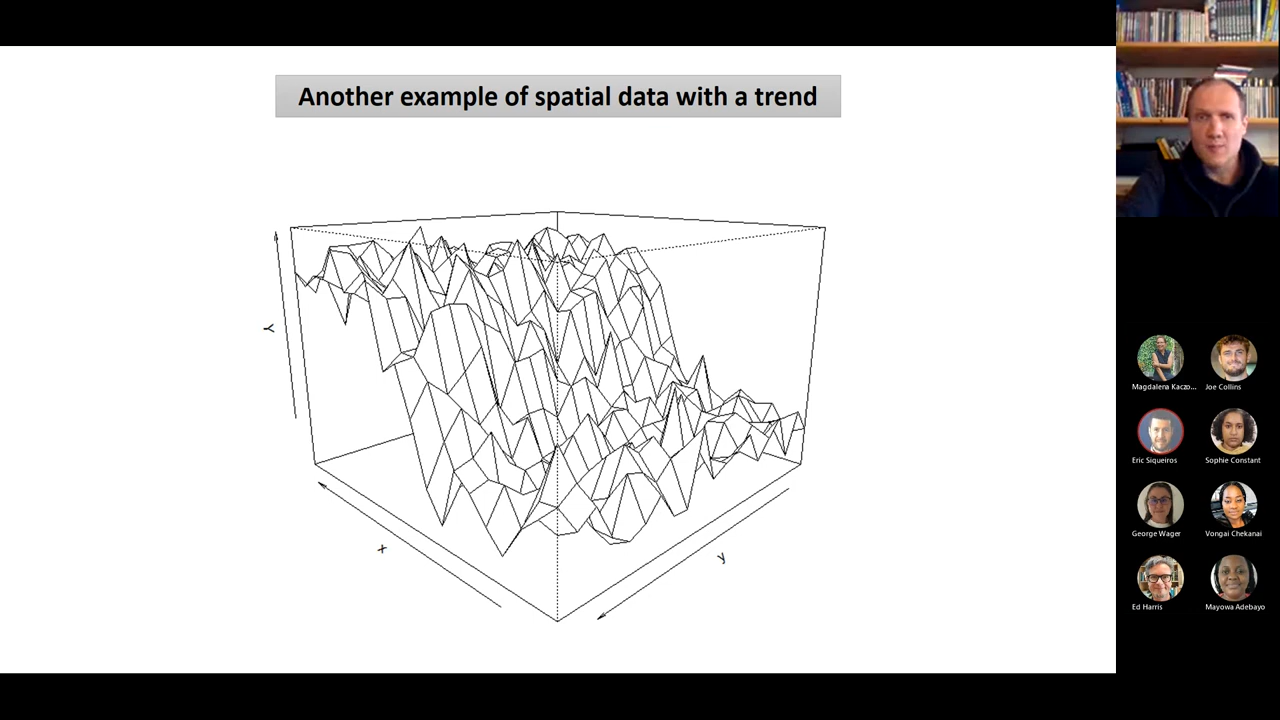 Another example of spatial data with a trend
Y
x
y
Magdalena Kaczo...
Joe Collins
Eric Siqueiros
Sophie Constant
George Wager
Vongai Chekanai
Ed Harris
Mayowa Adebayo